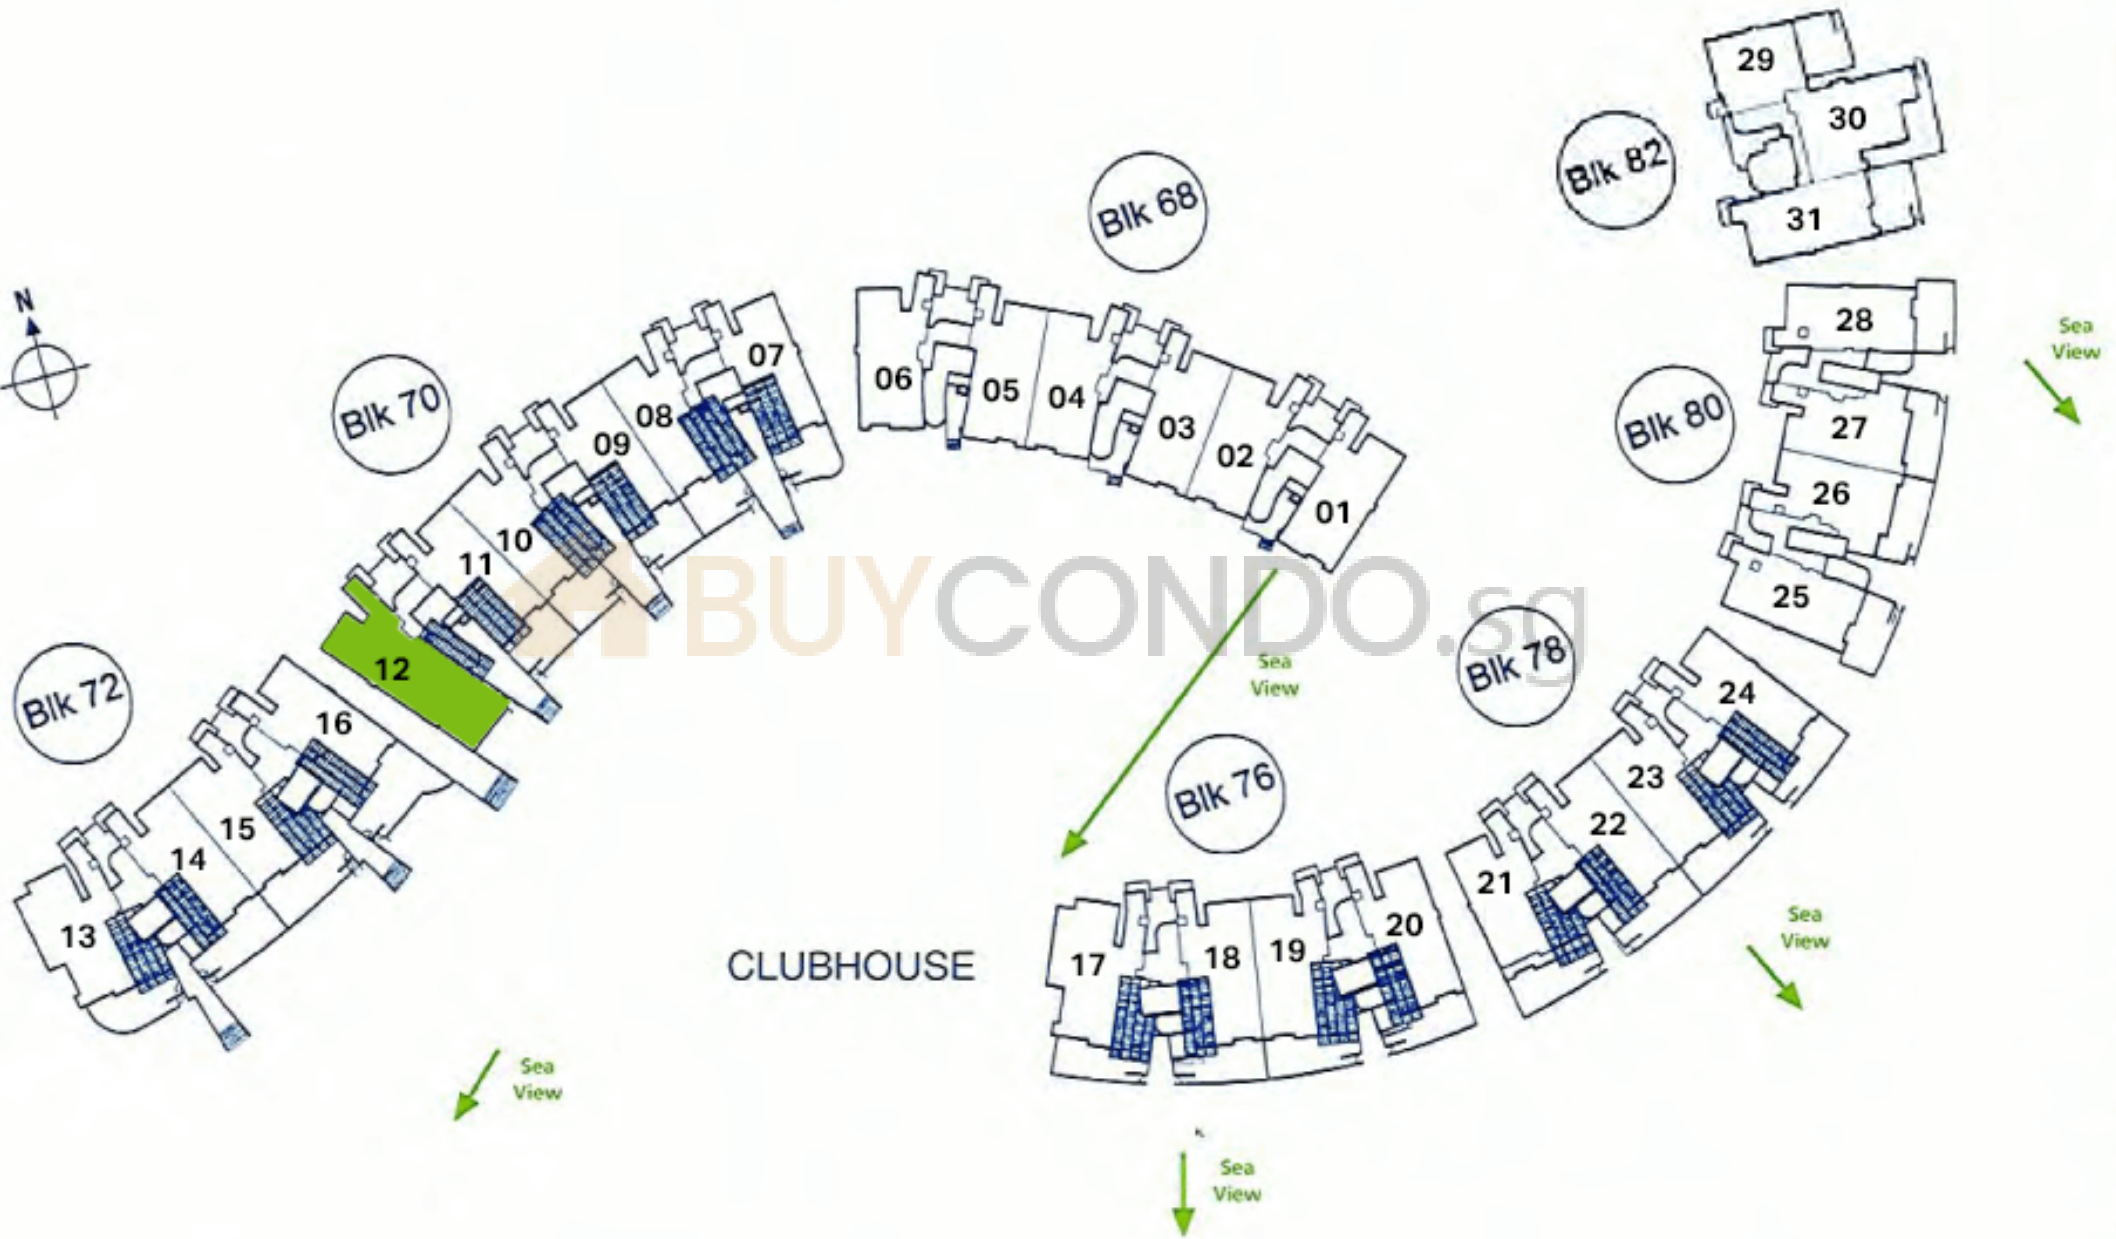 29
30
Blk 82
31
Blk 68
N
28
Sea
View
07
06
05
04
Blk 70
08
03
27
Blk 80
09
02
26
10
01
11
25
BUYCONDO.sg
12
Blk 72
Sea
View
Blk 78
24
16
23
Blk 76
15
22
14
21
13
20
Sea
View
CLUBHOUSE
17
18
19
Sea
View
Sea
View